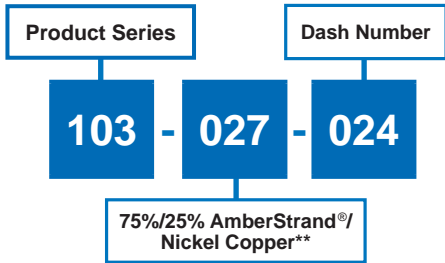 Product Series
Dash Number
103 - 027 - 024
75%/25% AmberStrand®/
Nickel Copper**